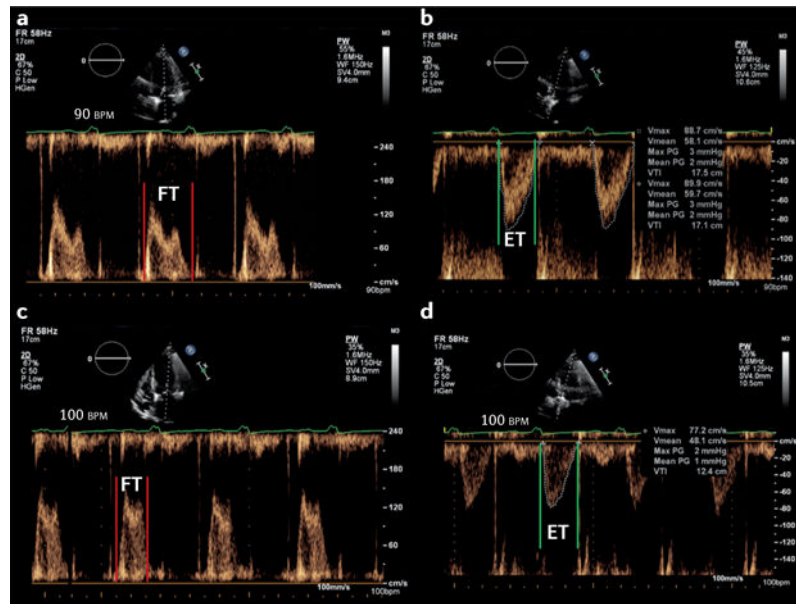 a
FR 58Hz
17cm
2D
67%
C 50
P Low
HGen
PW
55%
1.6MHz
WF 150Hz
SV4.0mm
9.4cm
M3
0
90 BPM
FT
240
180
120
60
cm/s
100mm/s
90bpm
b
FR 58Hz
17cm
2D
67%
C 50
P Low
HGen
PW
45%
1.6MHz
WF 125Hz
SV4.0mm
10.6cm
M3
0
Vmax 88.7 cm/s
Vmean 58.1 cm/s
Max PG 3 mmHg
Mean PG 2 mmHg
VTI 17.5 cm
Vmax 89.9 cm/s
Vmean 59.7 cm/s
Max PG 3 mmHg
Mean PG 2 mmHg
VTI 17.1 cm
ET
cm/s
-20
-40
-60
-80
-100
-120
-140
100mm/s
90bpm
c
FR 58Hz
17cm
2D
67%
C 50
P Low
HGen
PW
35%
1.6MHz
WF 150Hz
SV4.0mm
8.9cm
M3
0
100 BPM
FT
240
180
120
60
cm/s
100mm/s
100bpm
d
FR 58Hz
17cm
2D
67%
C 50
P Low
HGen
PW
35%
1.6MHz
WF 125Hz
SV4.0mm
10.5cm
M3
0
100 BPM
Vmax 77.2 cm/s
Vmean 48.1 cm/s
Max PG 2 mmHg
Mean PG 1 mmHg
VTI 12.4 cm
ET
-20
-40
-60
-80
-100
-120
-140
100mm/s
100bpm